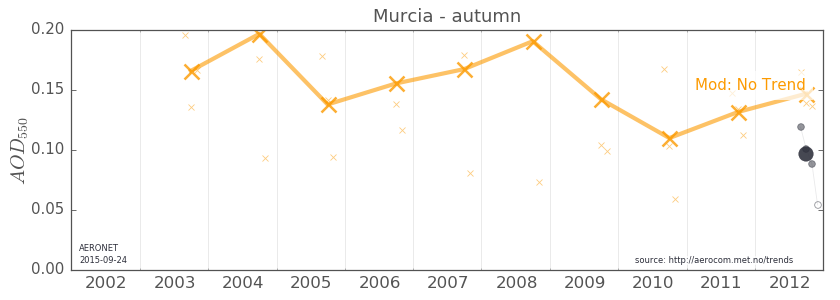 Murcia - autumn
0.20
0.15
0.10
0.05
0.00
AOD550
Mod: No Trend
AERONET
2015-09-24
source: http://aerocom.met.no/trends
2002 2003 2004 2005 2006 2007 2008 2009 2010 2011 2012